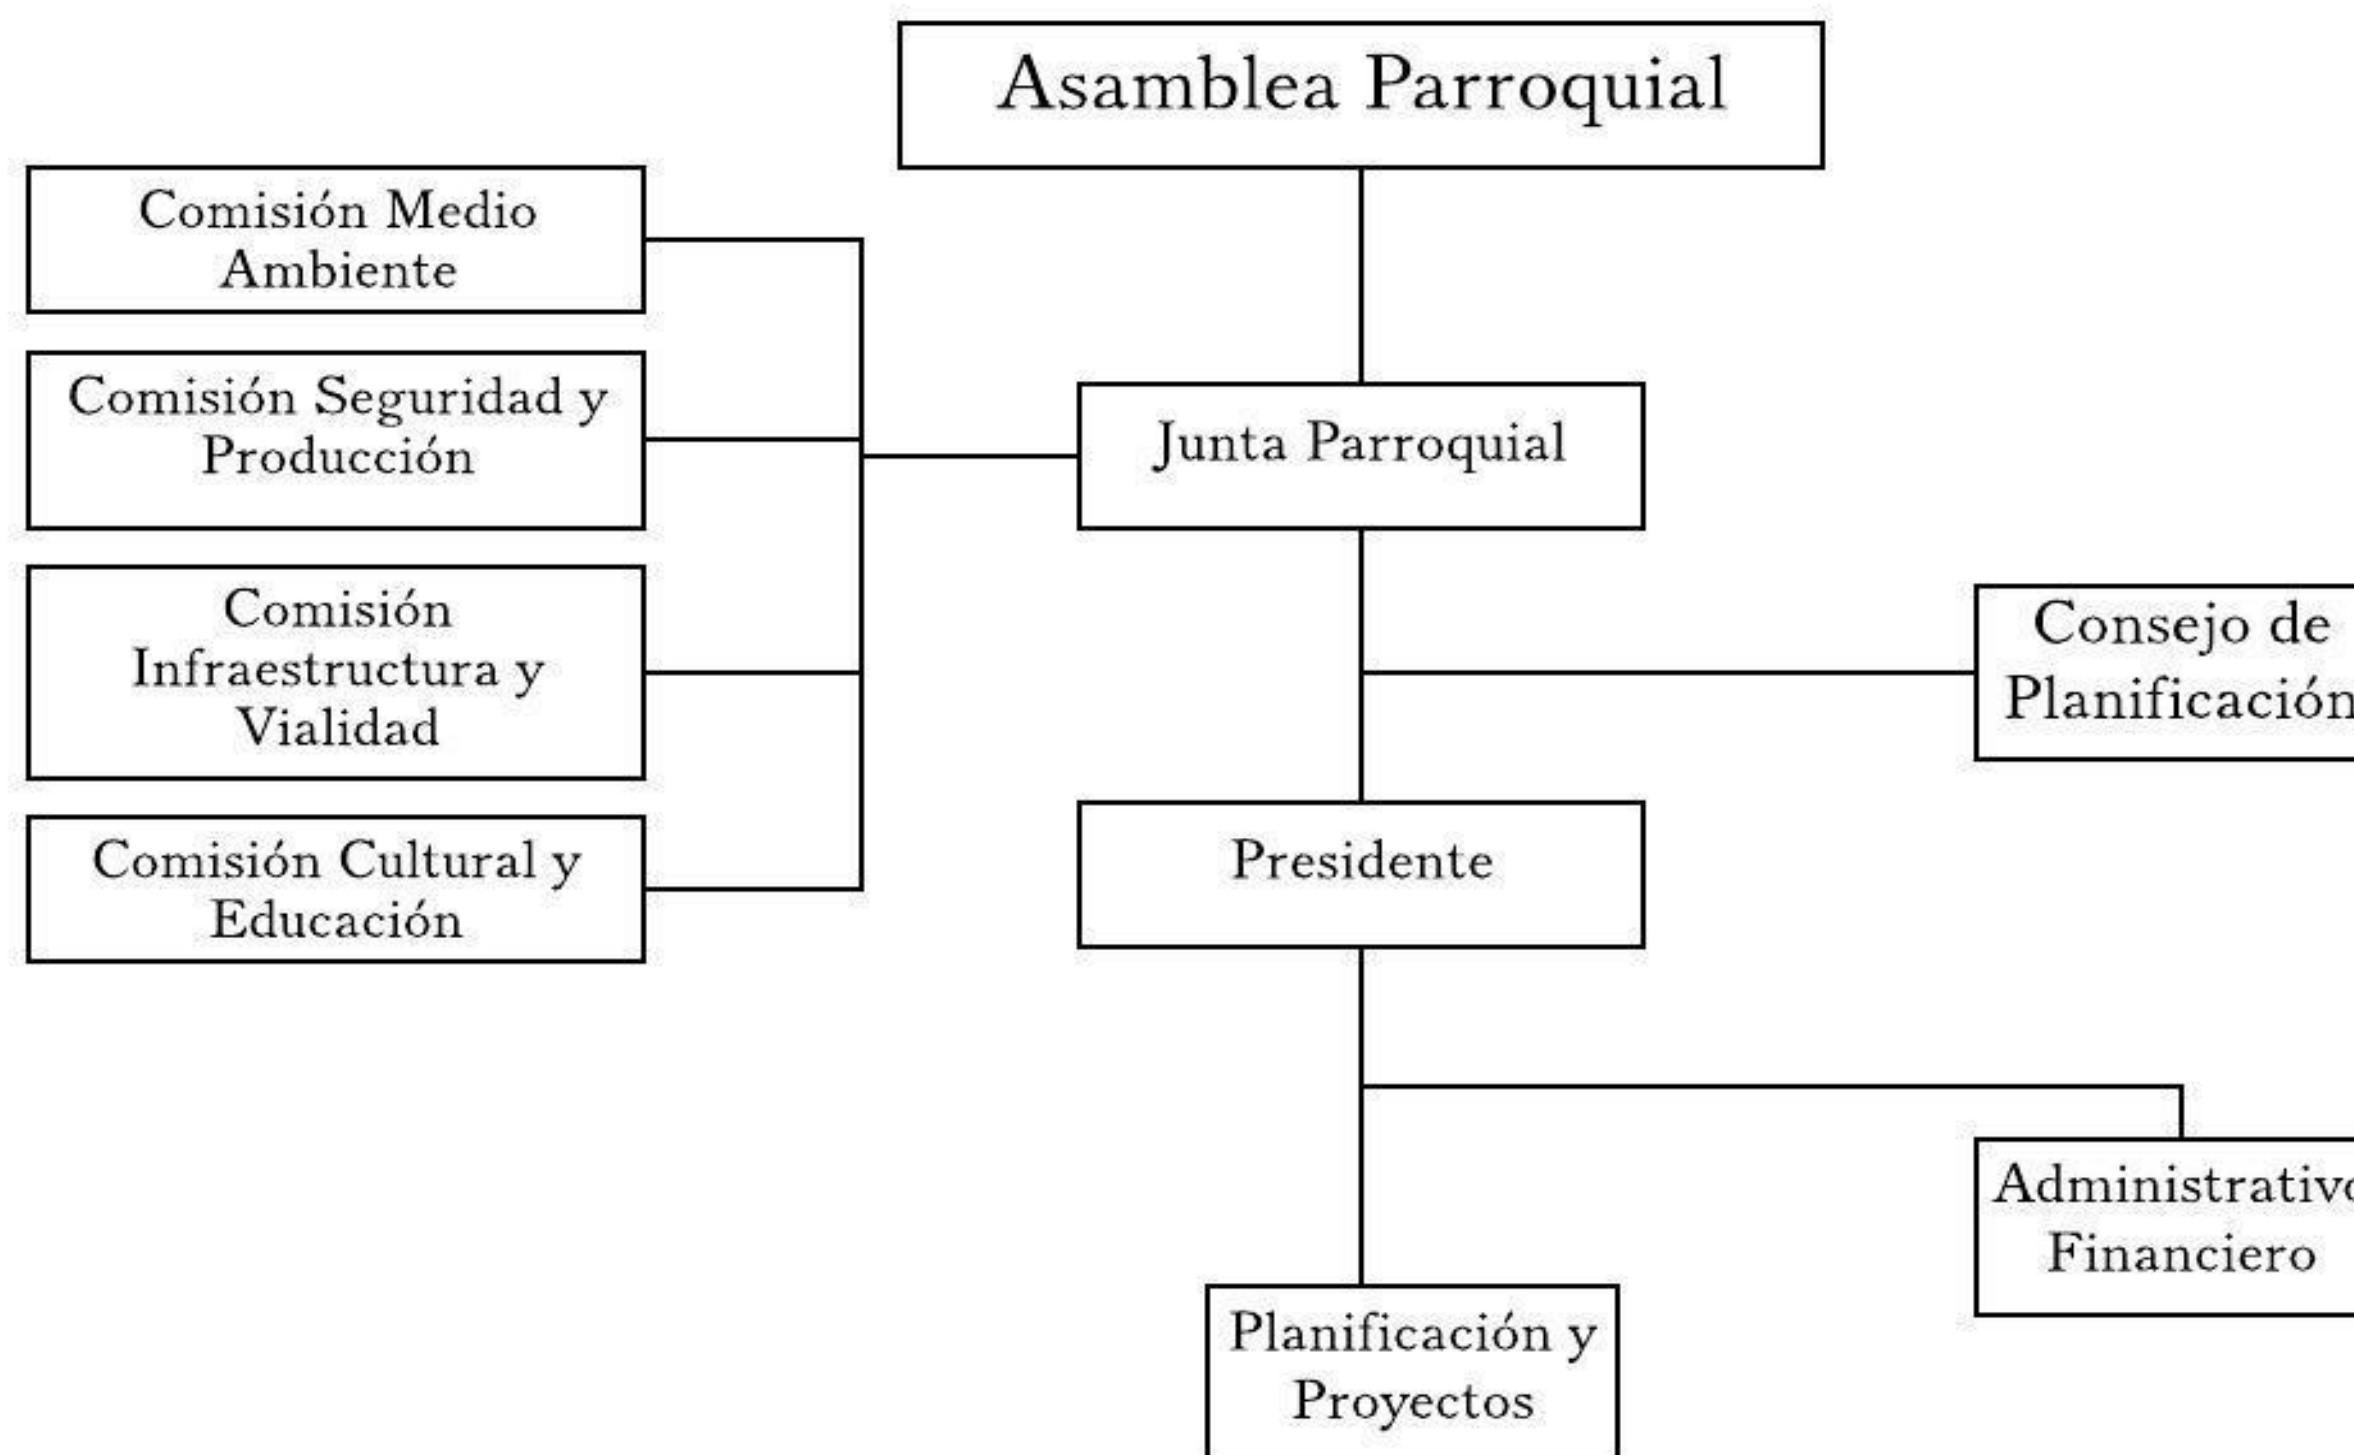 Asamblea Parroquial
Comisión Medio
Ambiente
Comisión Seguridad y
Producción
Junta Parroquial
Comisión
Infraestructura y
Vialidad
Consejo de
Planificación
Comisión Cultural y
Educación
Presidente
Administrativo
Financiero
Planificación y
Proyectos